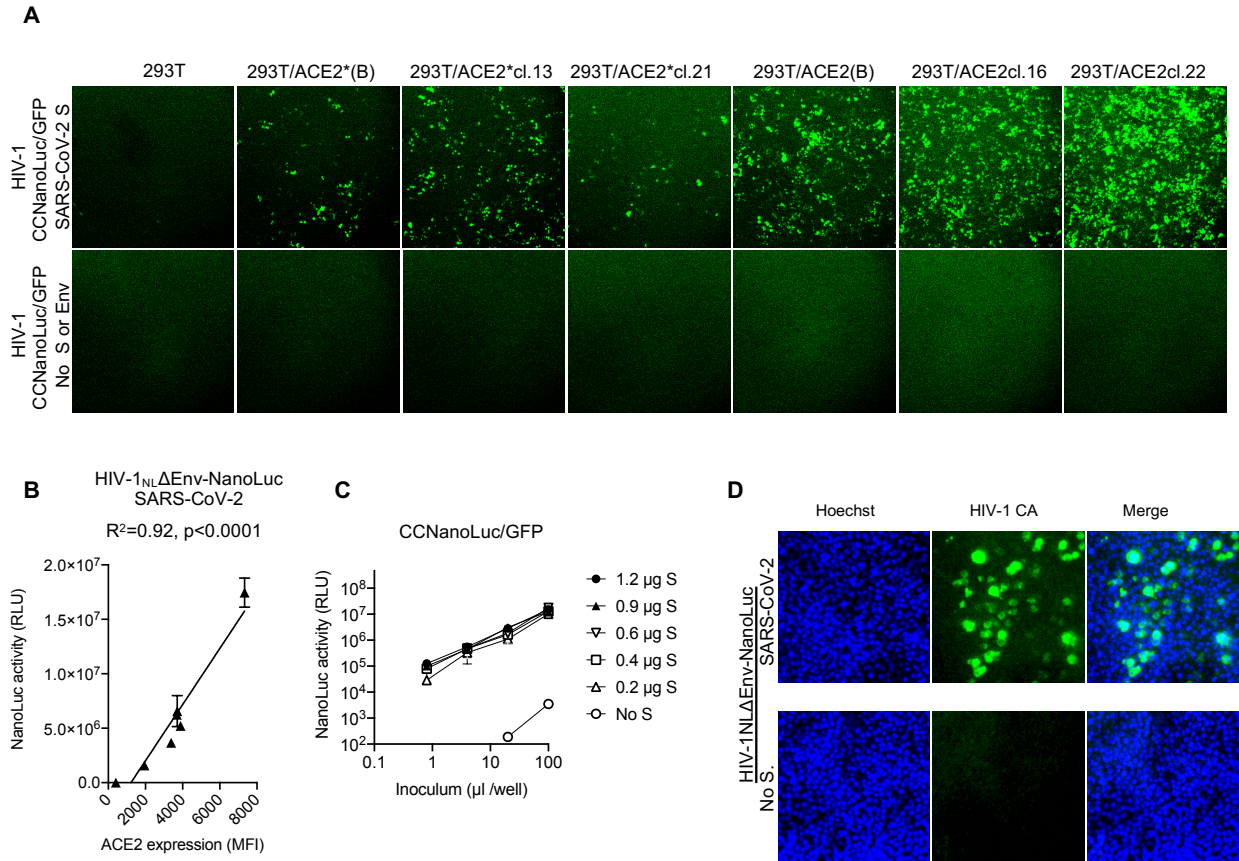 A
293T
293T/ACE2*(B)
293T/ACE2*cl.13
293T/ACE2*cl.21
293T/ACE2(B)
293T/ACE2cl.16
293T/ACE2cl.22
HIV-1
CCNanoLuc/GFP
SARS-CoV-2 S
HIV-1
CCNanoLuc/GFP
No S or Env
B
HIV-1NLΔEnv-NanoLuc
SARS-CoV-2
R²=0.92, p<0.0001
NanoLuc activity (RLU)
2.0×10⁷
1.5×10⁷
1.0×10⁷
5.0×10⁶
0.0
0
2000
4000
6000
8000
ACE2 expression (MFI)
C
CCNanoLuc/GFP
NanoLuc activity (RLU)
10⁸
10⁷
10⁶
10⁵
10⁴
10³
10²
0.1
1
10
100
Inoculum (µl /well)
1.2 µg S
0.9 µg S
0.6 µg S
0.4 µg S
0.2 µg S
No S
D
Hoechst
HIV-1 CA
Merge
HIV-1NLΔEnv-NanoLuc
SARS-CoV-2
No S.